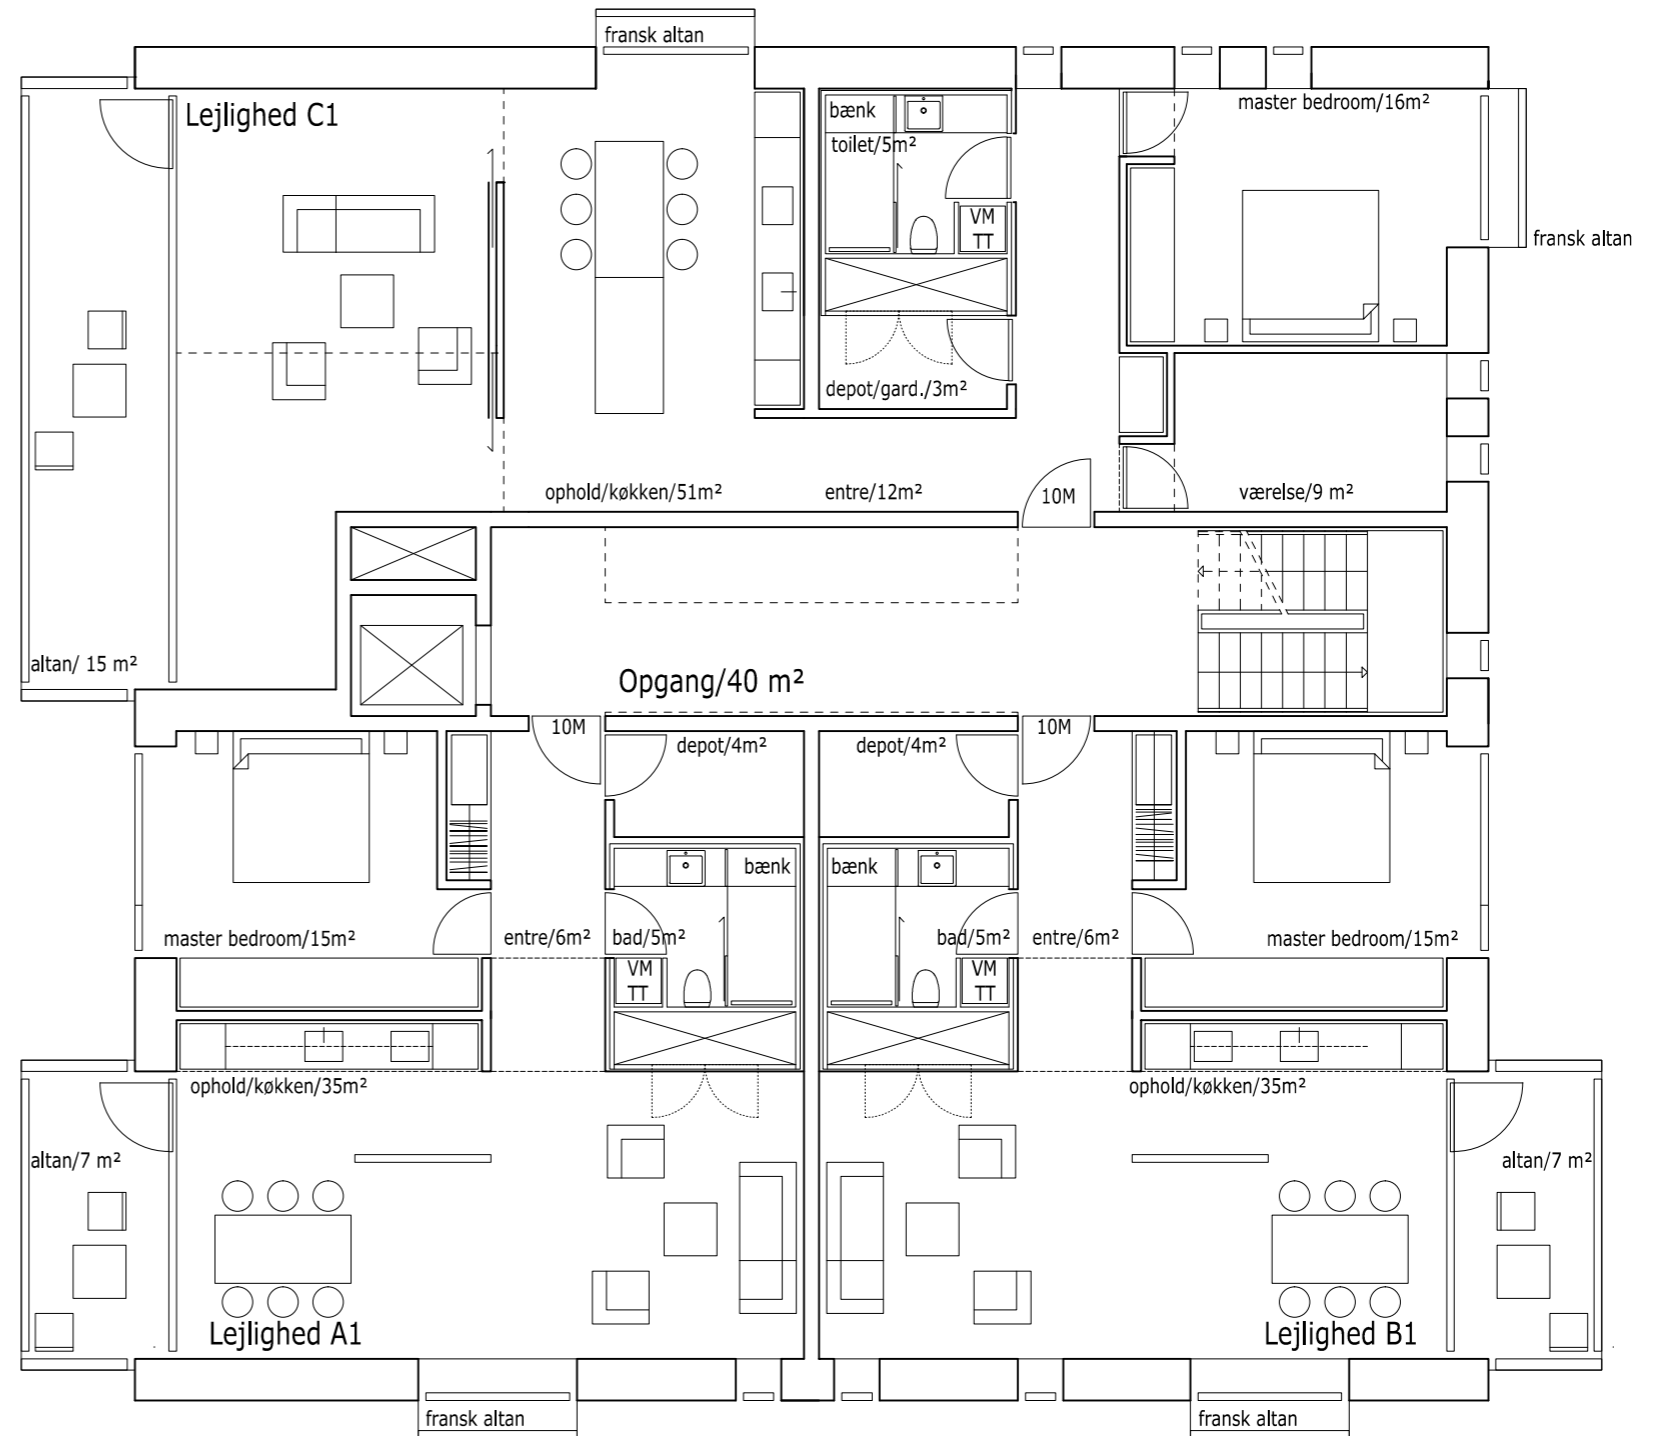 fransk altan
Lejlighed C1
bænk
toilet/5m²
master bedroom/16m²
VM
TT
fransk altan
depot/gard./3m²
ophold/køkken/51m²
entre/12m²
10M
værelse/9 m²
altan/ 15 m²
Opgang/40 m²
10M
depot/4m²
depot/4m²
10M
bænk
bænk
master bedroom/15m²
entre/6m²
bad/5m²
bad/5m²
entre/6m²
master bedroom/15m²
VM
TT
VM
TT
ophold/køkken/35m²
ophold/køkken/35m²
altan/7 m²
altan/7 m²
Lejlighed A1
Lejlighed B1
fransk altan
fransk altan